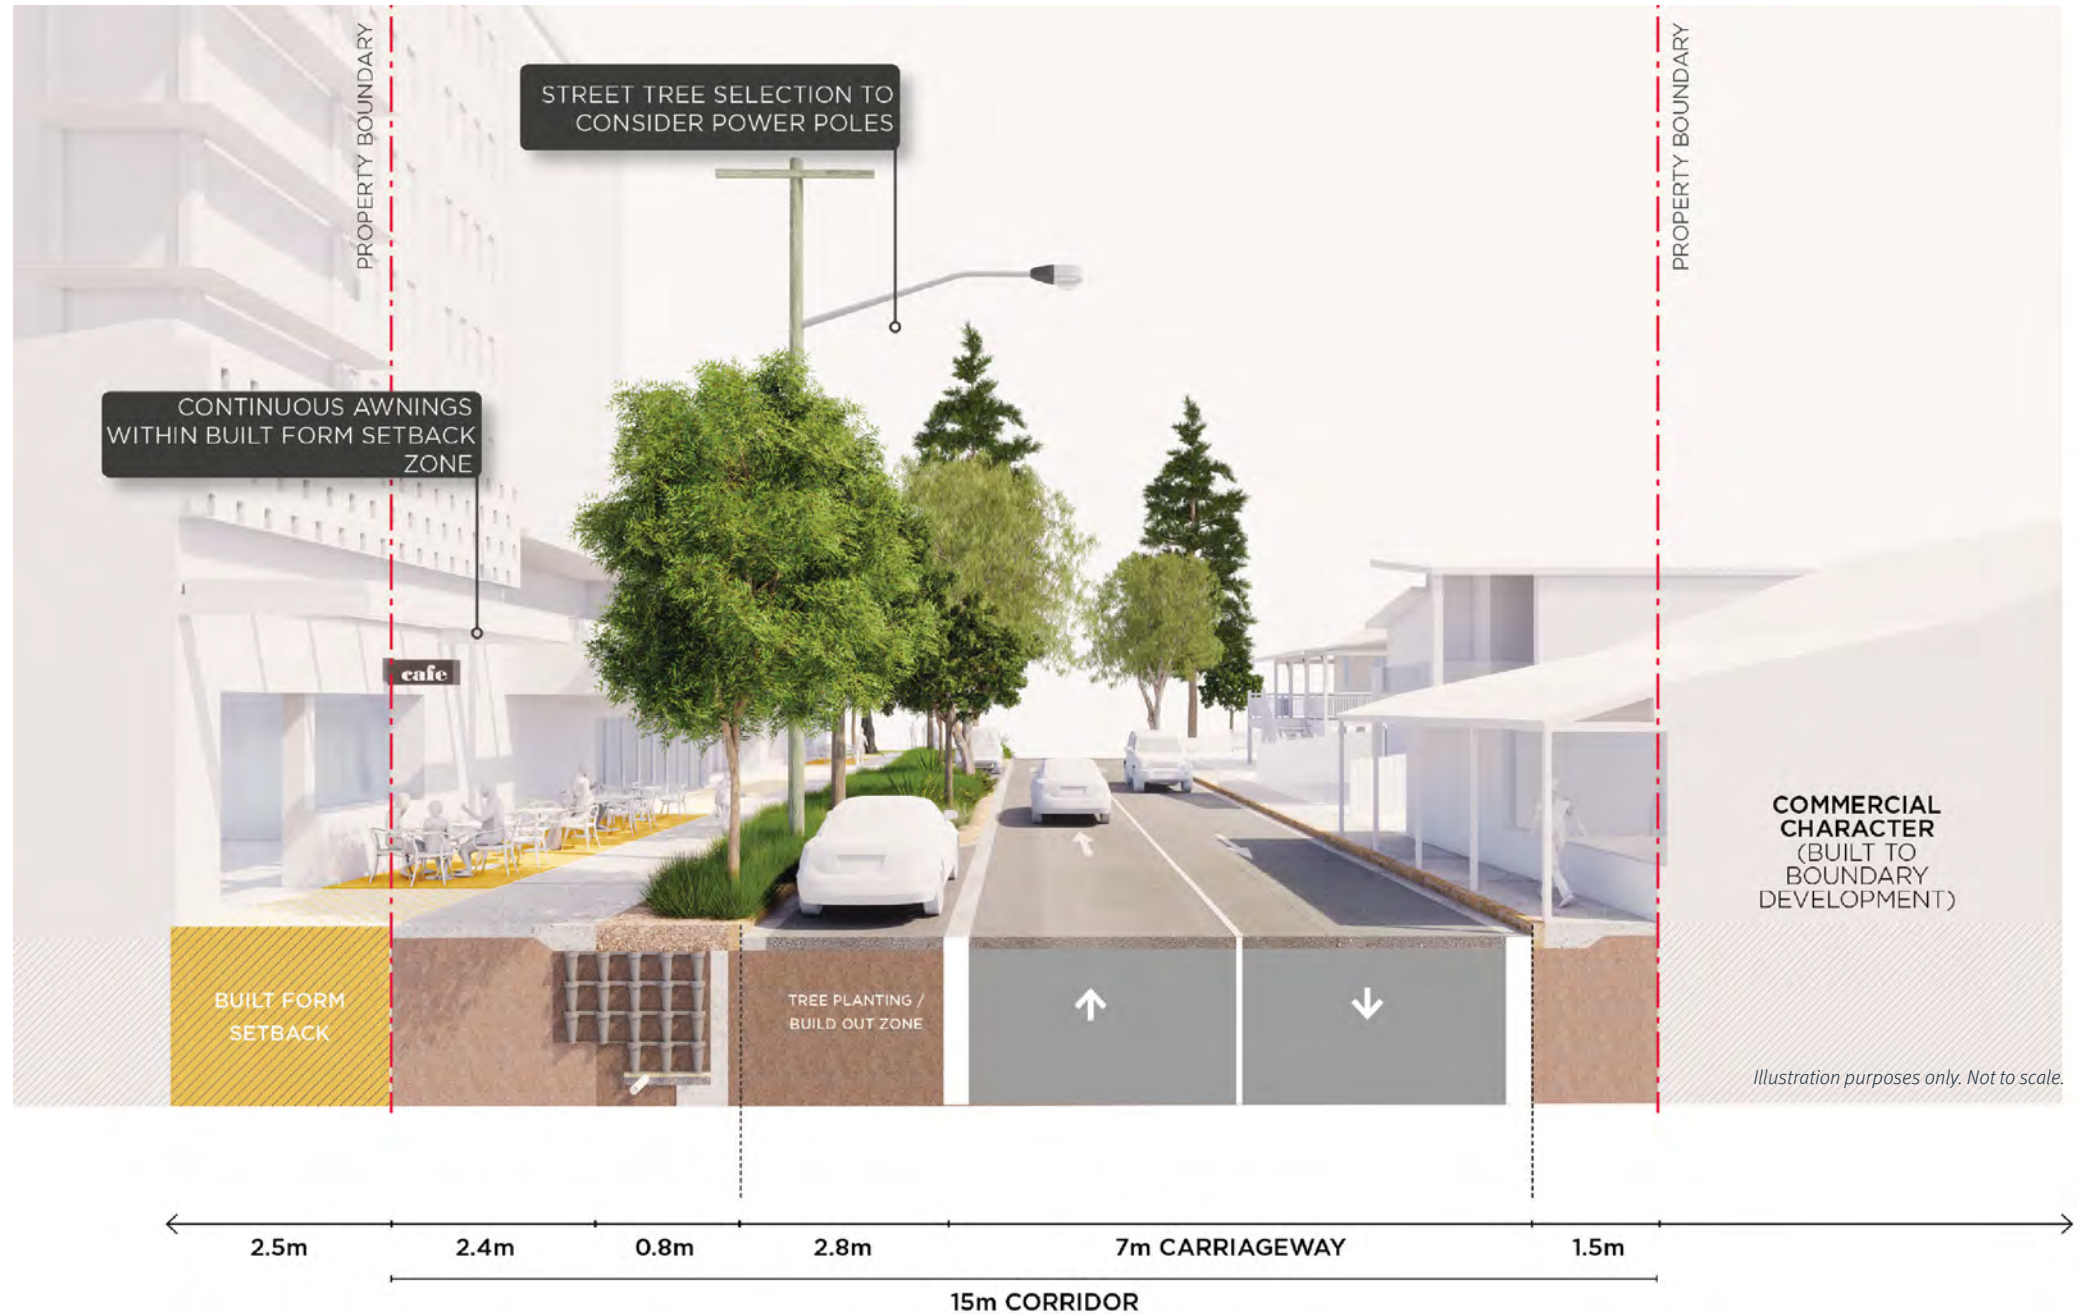 PROPERTY BOUNDARY
PROPERTY BOUNDARY
STREET TREE SELECTION TO
CONSIDER POWER POLES
CONTINUOUS AWNINGS
WITHIN BUILT FORM SETBACK
ZONE
cafe
COMMERCIAL
CHARACTER
(BUILT TO
BOUNDARY
DEVELOPMENT)
BUILT FORM
SETBACK
TREE PLANTING /
BUILD OUT ZONE
Illustration purposes only. Not to scale.
2.5m
2.4m
0.8m
2.8m
7m CARRIAGEWAY
1.5m
15m CORRIDOR